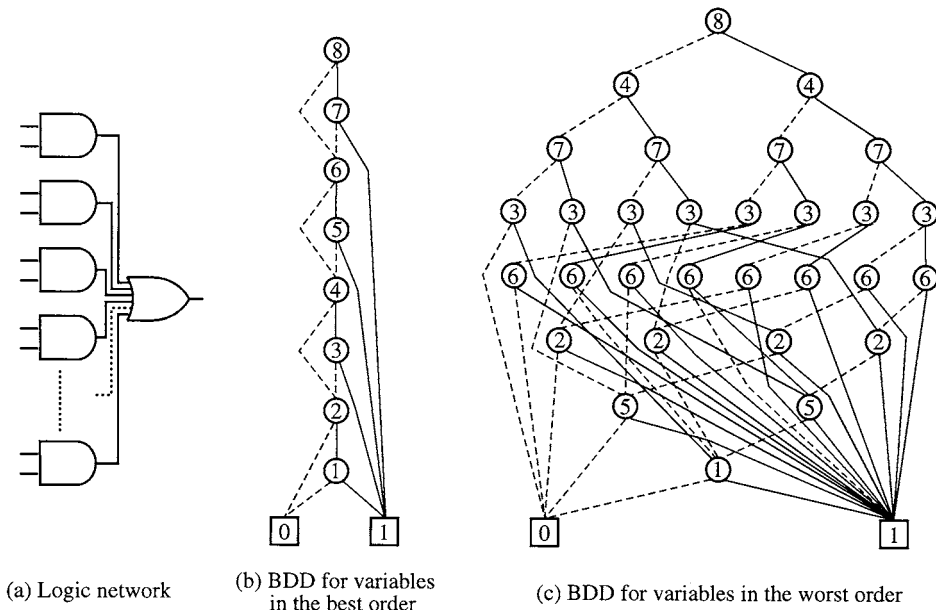 8
7
6
5
4
3
2
1
0 1
8
4 4
7 7 7 7
3 3 3 3 3 3 3 3
6 6 6 6 6 6 6 6
2 2 2 2
5 5
1
0 1
(a) Logic network
(b) BDD for variables
in the best order
(c) BDD for variables in the worst order